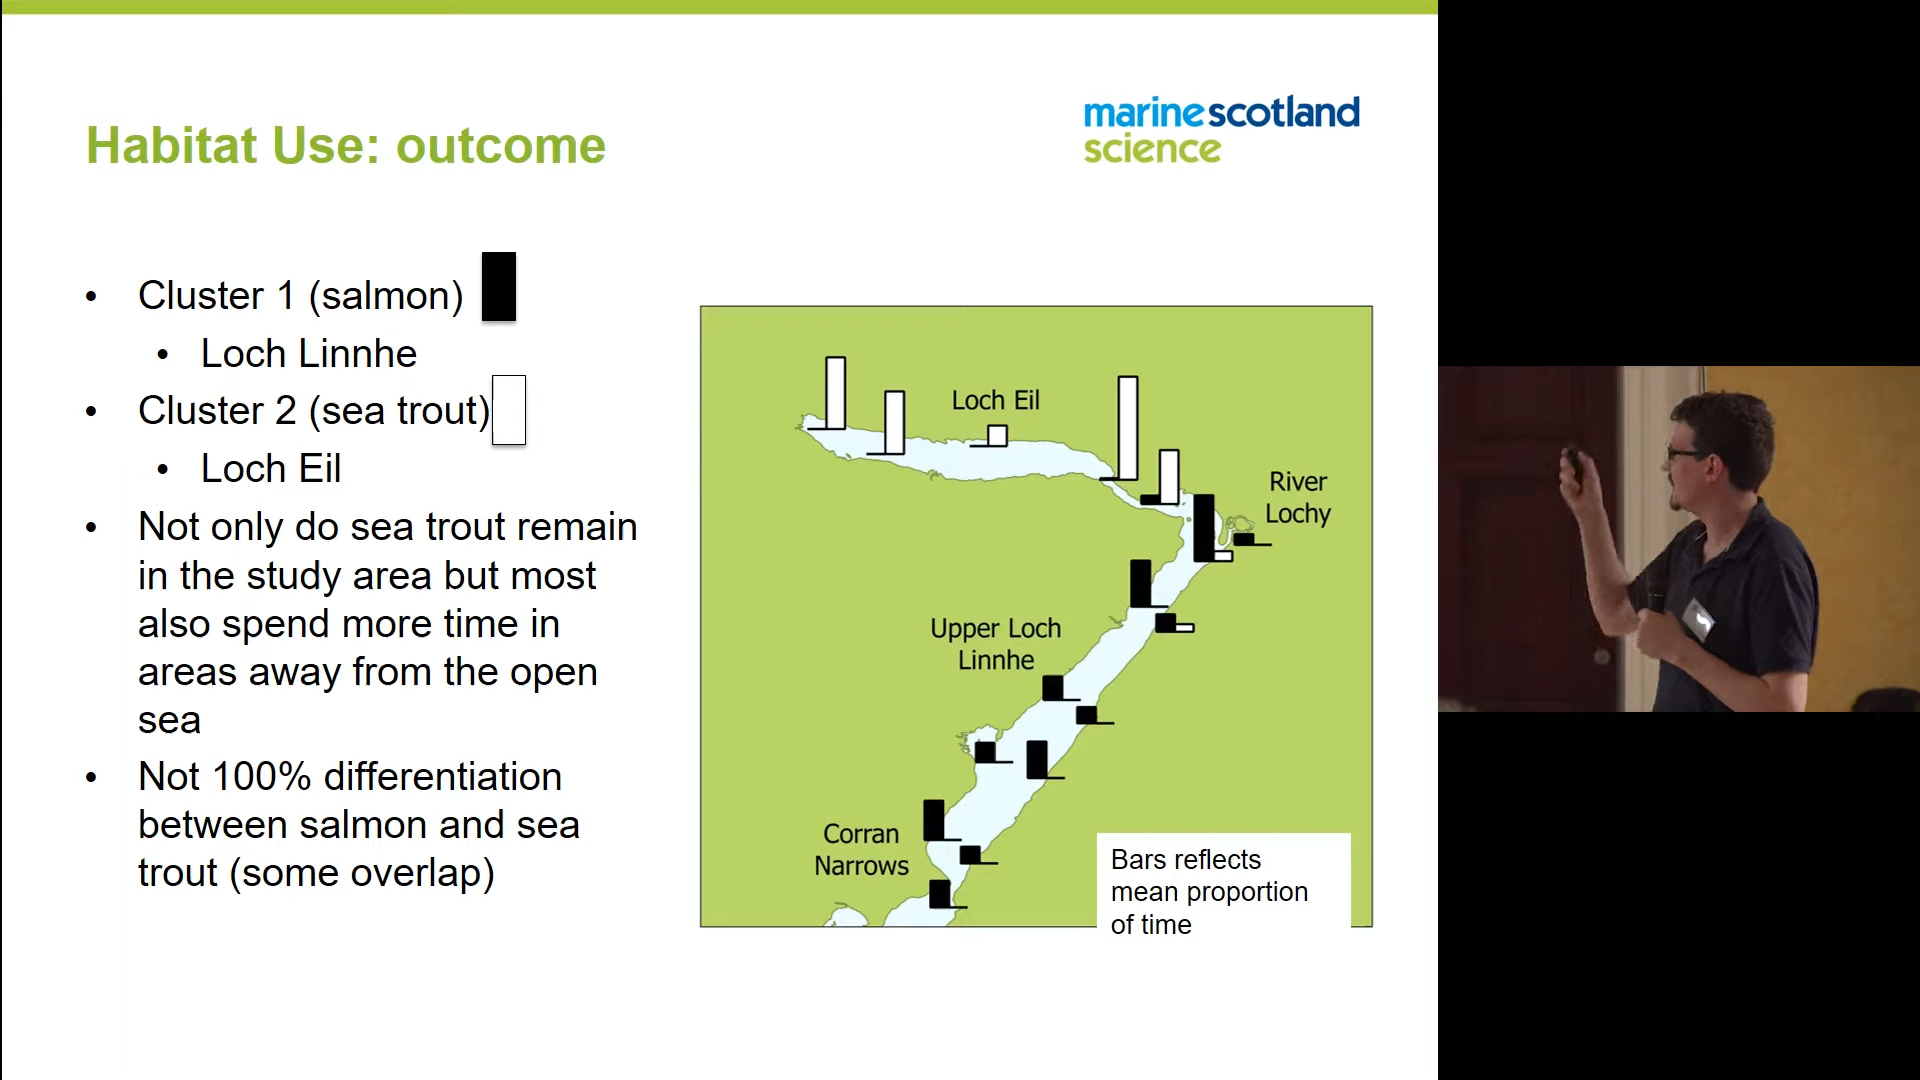 marinescotland
science
Habitat Use: outcome
• Cluster 1 (salmon)
• Loch Linnhe
• Cluster 2 (sea trout)
• Loch Eil
• Not only do sea trout remain
in the study area but most
also spend more time in
areas away from the open
sea
• Not 100% differentiation
between salmon and sea
trout (some overlap)
Loch Eil
River
Lochy
Upper Loch
Linnhe
Corran
Narrows
Bars reflects
mean proportion
of time